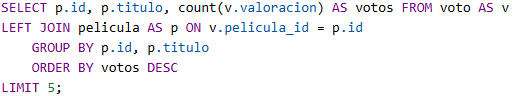 SELECT p.id, p.titulo, count(v.valoracion) AS votos FROM voto AS v
LEFT JOIN pelicula AS p ON v.pelicula_id = p.id
GROUP BY p.id, p.titulo
ORDER BY votos DESC
LIMIT 5;